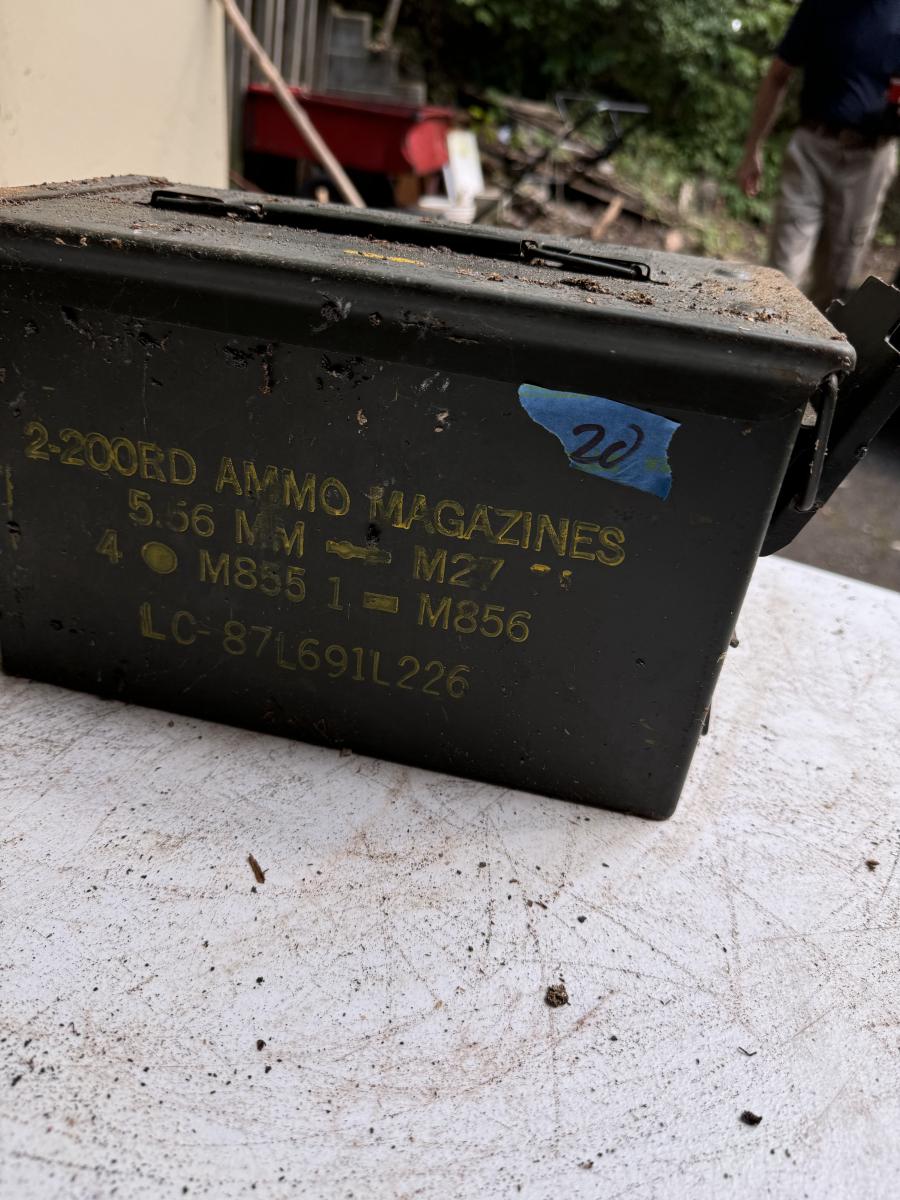 20
2-200RD AMMO MAGAZINES
5.56 MM M27
4 M855 1 M856
LC-87L691L226